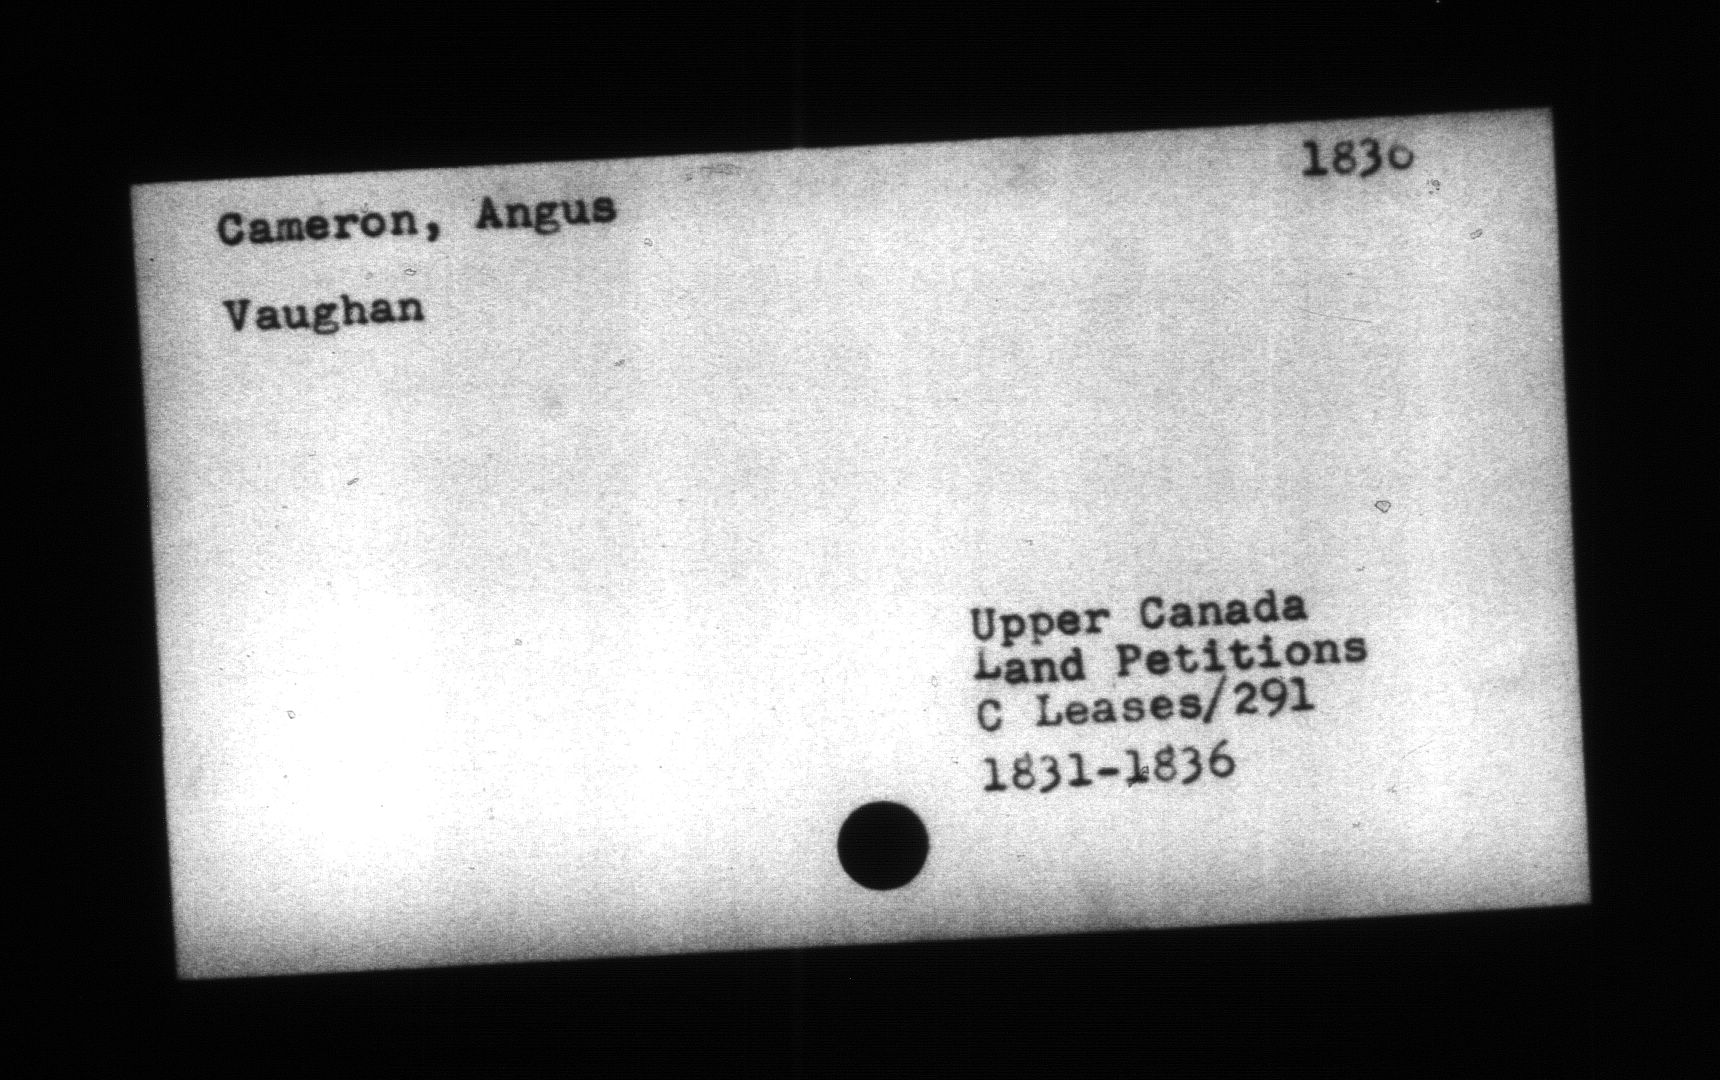 1830
Cameron, Angus
Vaughan
Upper Canada
Land Petitions
C Leases/291
1831-1836